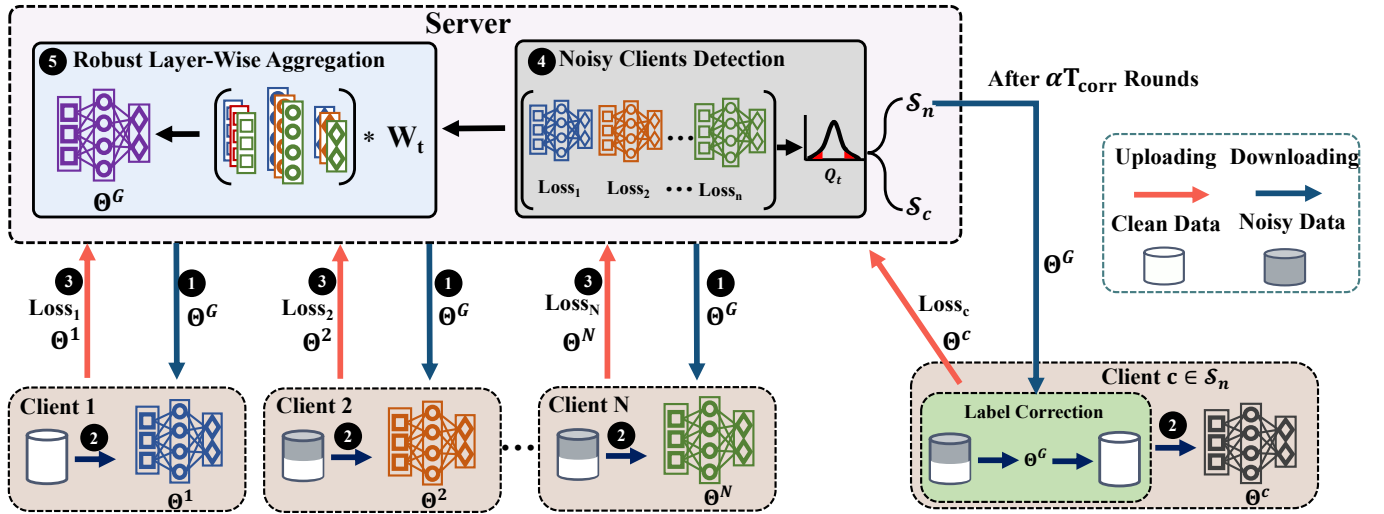 Server
5 Robust Layer-Wise Aggregation
* W_t
Θ^G
4 Noisy Clients Detection
Loss_1 Loss_2 ••• Loss_n
Q_t
𝒮_n
𝒮_c
After αT_corr Rounds
Θ^G
Uploading Downloading
Clean Data Noisy Data
3
Loss_1
Θ^1
1
Θ^G
3
Loss_2
Θ^2
1
Θ^G
3
Loss_N
Θ^N
1
Θ^G
Loss_c
Θ^c
Client 1
2
Θ^1
Client 2
2
Θ^2
•••
Client N
2
Θ^N
Client c ∈ 𝒮_n
Label Correction
Θ^G
2
Θ^c